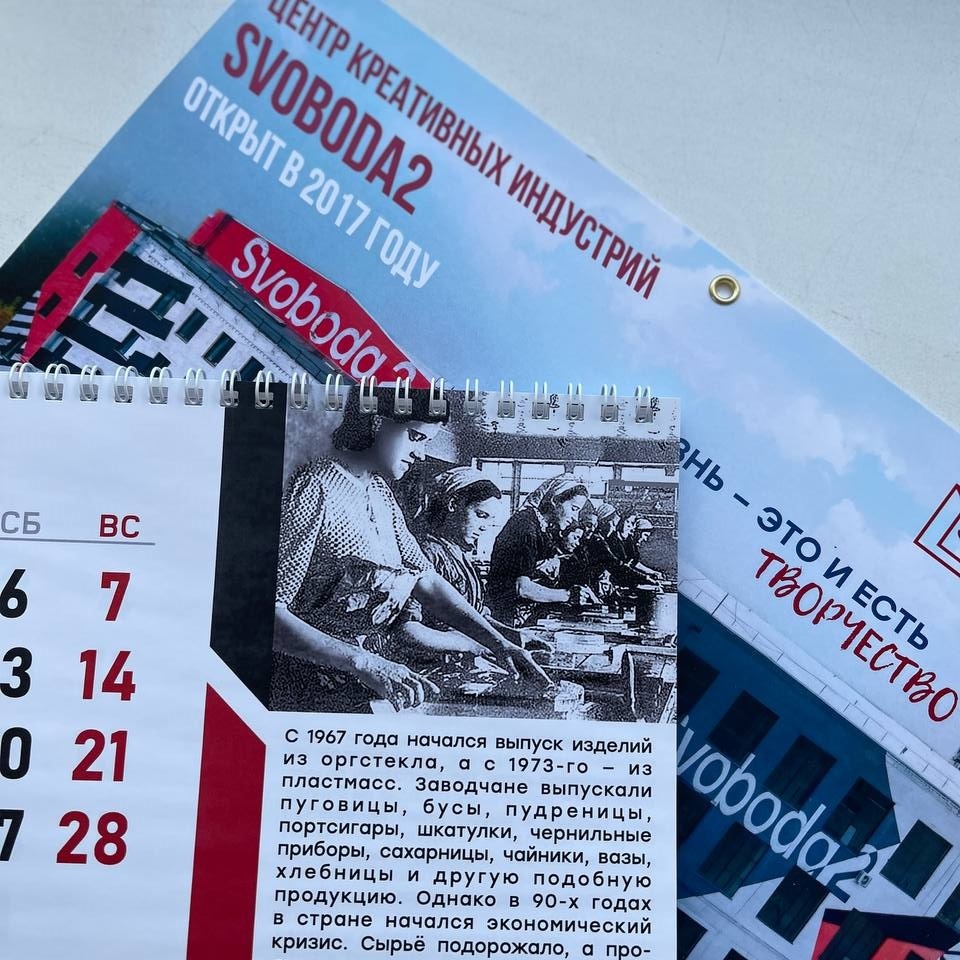 ЦЕНТР КРЕАТИВНЫХ ИНДУСТРИЙ
SVOBODA2
ОТКРЫТ В 2017 ГОДУ
Svoboda 2
ЭТО И ЕСТЬ
ТВОРЧЕСТВО
Svoboda2
СБ ВС
6 7
3 14
0 21
7 28
С 1967 года начался выпуск изделий
из оргстекла, а с 1973-го – из
пластмасс. Заводчане выпускали
пуговицы, бусы, пудреницы,
портсигары, шкатулки, чернильные
приборы, сахарницы, чайники, вазы,
хлебницы и другую подобную
продукцию. Однако в 90-х годах
в стране начался экономический
кризис. Сырьё подорожало, а про-